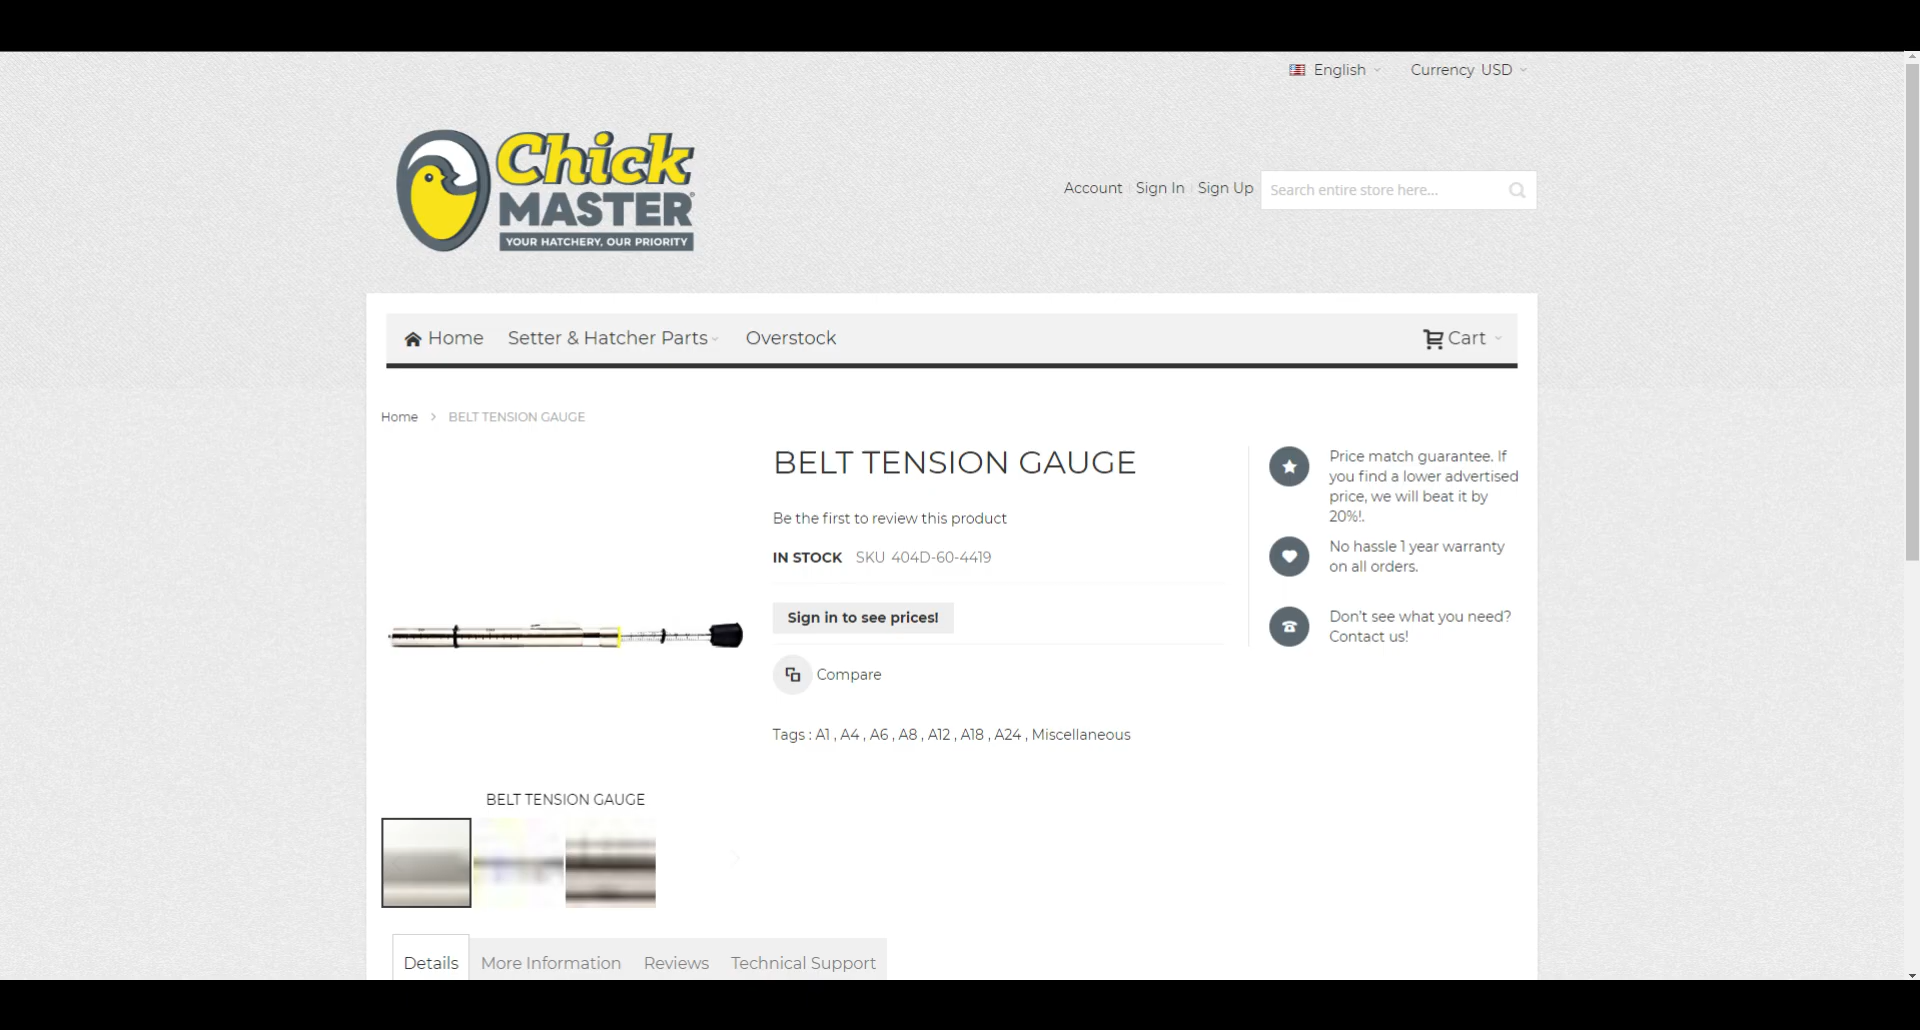 English
Currency USD
Chick
MASTER
YOUR HATCHERY, OUR PRIORITY
Account
Sign In
Sign Up
Search entire store here...
Home
Setter & Hatcher Parts
Overstock
Cart
Home > BELT TENSION GAUGE
BELT TENSION GAUGE
Be the first to review this product
IN STOCK SKU 404D-60-4419
Sign in to see prices!
Compare
Tags : A1 , A4 , A6 , A8 , A12 , A18 , A24 , Miscellaneous
Price match guarantee. If
you find a lower advertised
price, we will beat it by
20%!.
No hassle 1 year warranty
on all orders.
Don't see what you need?
Contact us!
BELT TENSION GAUGE
Details
More Information
Reviews
Technical Support